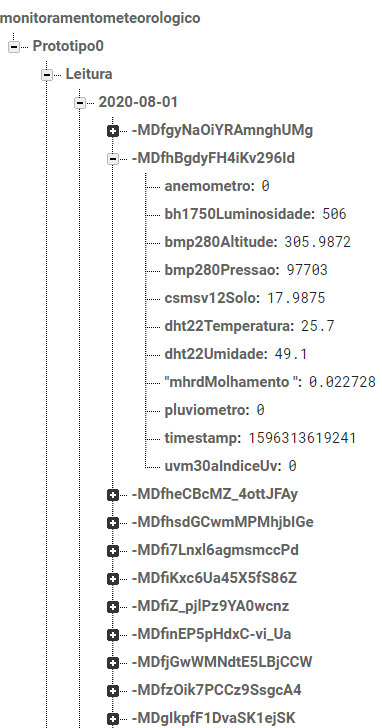 monitoramentometeorologico
Prototipo0
Leitura
2020-08-01
-MDfgyNaOiYRAmnghUMg
-MDfhBgdyFH4iKv296Id
anemometro: 0
bh1750Luminosidade: 506
bmp280Altitude: 305.9872
bmp280Pressao: 97703
csmsv12Solo: 17.9875
dht22Temperatura: 25.7
dht22Umidade: 49.1
"mhrdMolhamento ": 0.022728
pluviometro: 0
timestamp: 1596313619241
uvm30aIndiceUv: 0
-MDfheCBcMZ_4ottJFAy
-MDfhsdGCwmMPMhjbIGe
-MDfi7Lnxl6agmsmccPd
-MDfiKxc6Ua45X5fS86Z
-MDfiZ_pjlPz9YA0wcnz
-MDfinEP5pHdxC-vi_Ua
-MDfjGwWMNdtE5LBjCCW
-MDfzOik7PCCz9SsgcA4
-MDgIkpfF1DvaSK1ejSK